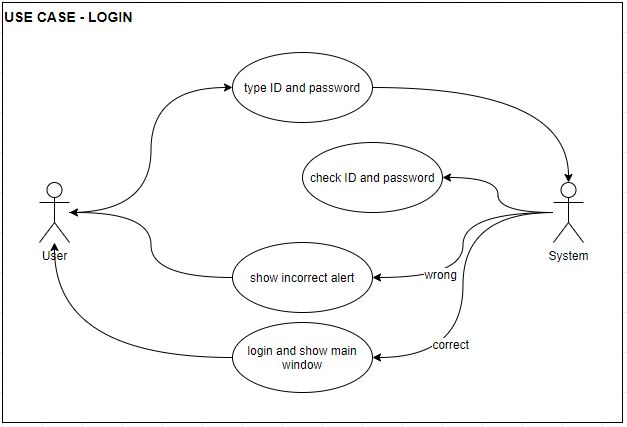 USE CASE - LOGIN
type ID and password
check ID and password
User
System
show incorrect alert
wrong
correct
login and show main
window